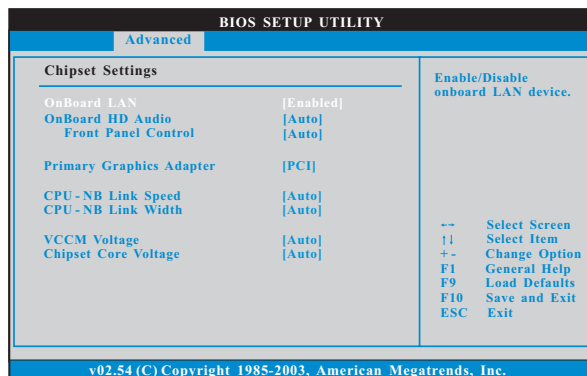 BIOS SETUP UTILITY
Advanced
Chipset Settings
OnBoard LAN [Enabled]
OnBoard HD Audio [Auto]
Front Panel Control [Auto]
Primary Graphics Adapter [PCI]
CPU - NB Link Speed [Auto]
CPU - NB Link Width [Auto]
VCCM Voltage [Auto]
Chipset Core Voltage [Auto]
Enable/Disable
onboard LAN device.
←→ Select Screen
↑↓ Select Item
+ - Change Option
F1 General Help
F9 Load Defaults
F10 Save and Exit
ESC Exit
v02.54 (C) Copyright 1985-2003, American Megatrends, Inc.